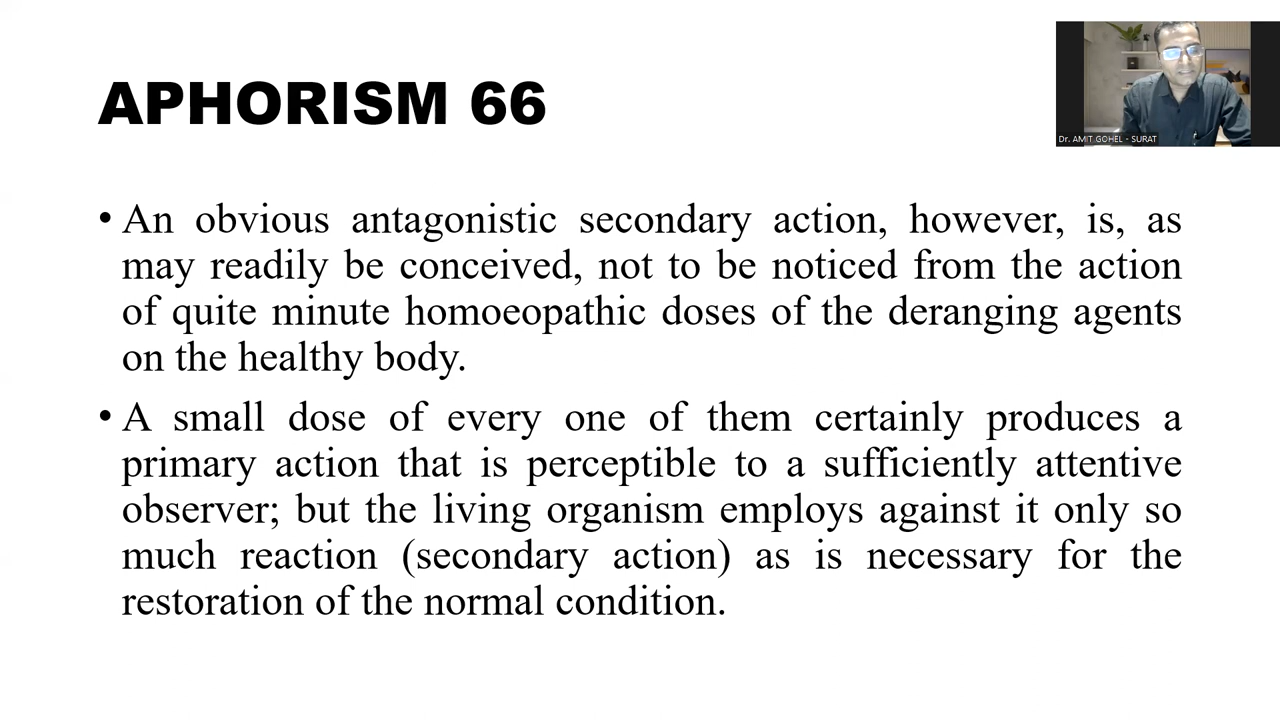 APHORISM 66
Dr. AMIT GOHEL - SURAT
• An obvious antagonistic secondary action, however, is, as
may readily be conceived, not to be noticed from the action
of quite minute homoeopathic doses of the deranging agents
on the healthy body.
• A small dose of every one of them certainly produces a
primary action that is perceptible to a sufficiently attentive
observer; but the living organism employs against it only so
much reaction (secondary action) as is necessary for the
restoration of the normal condition.